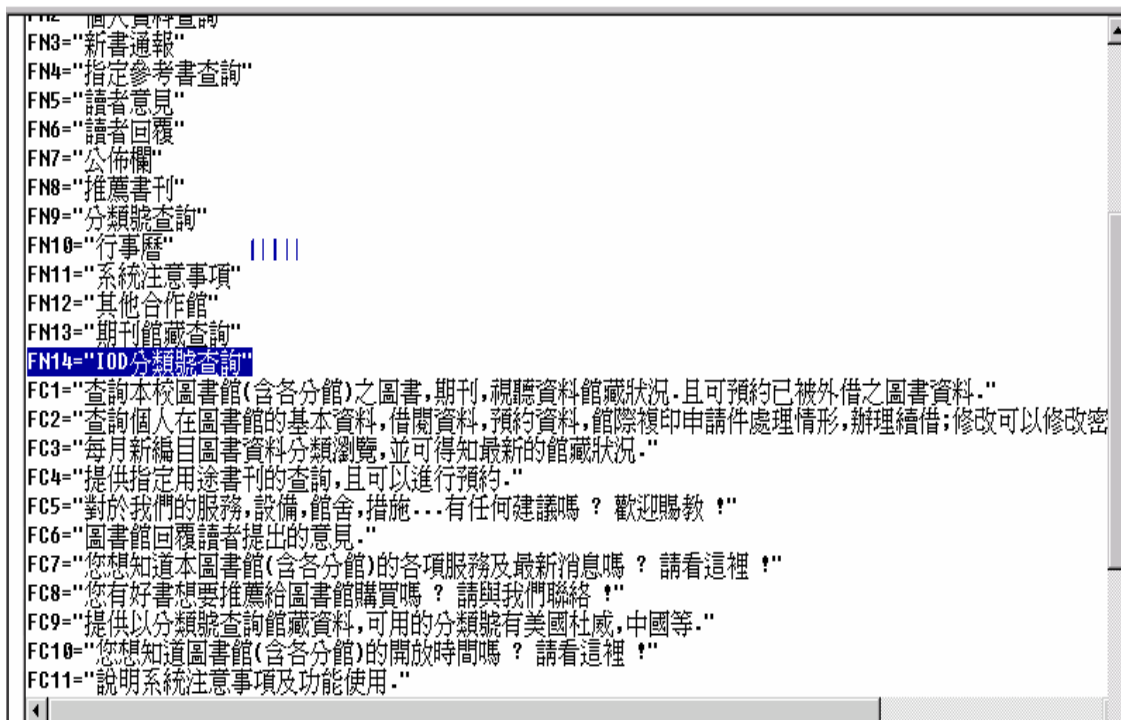 FN2="個人資料查詢"
FN3="新書通報"
FN4="指定參考書查詢"
FN5="讀者意見"
FN6="讀者回覆"
FN7="公佈欄"
FN8="推薦書刊"
FN9="分類號查詢"
FN10="行事曆"
FN11="系統注意事項"
FN12="其他合作館"
FN13="期刊館藏查詢"
FN14="IOD分類號查詢"
FC1="查詢本校圖書館(含各分館)之圖書,期刊,視聽資料館藏狀況.且可預約已被外借之圖書資料."
FC2="查詢個人在圖書館的基本資料,借閱資料,預約資料,館際複印申請件處理情形,辦理續借;修改可以修改密
FC3="每月新編目圖書資料分類瀏覽,並可得知最新的館藏狀況."
FC4="提供指定用途書刊的查詢,且可以進行預約."
FC5="對於我們的服務,設備,館舍,措施...有任何建議嗎 ? 歡迎賜教 !"
FC6="圖書館回覆讀者提出的意見."
FC7="您想知道本圖書館(含各分館)的各項服務及最新消息嗎 ? 請看這裡 !"
FC8="您有好書想要推薦給圖書館購買嗎 ? 請與我們聯絡 !"
FC9="提供以分類號查詢館藏資料,可用的分類號有美國杜威,中國等."
FC10="您想知道圖書館(含各分館)的開放時間嗎 ? 請看這裡 !"
FC11="說明系統注意事項及功能使用."